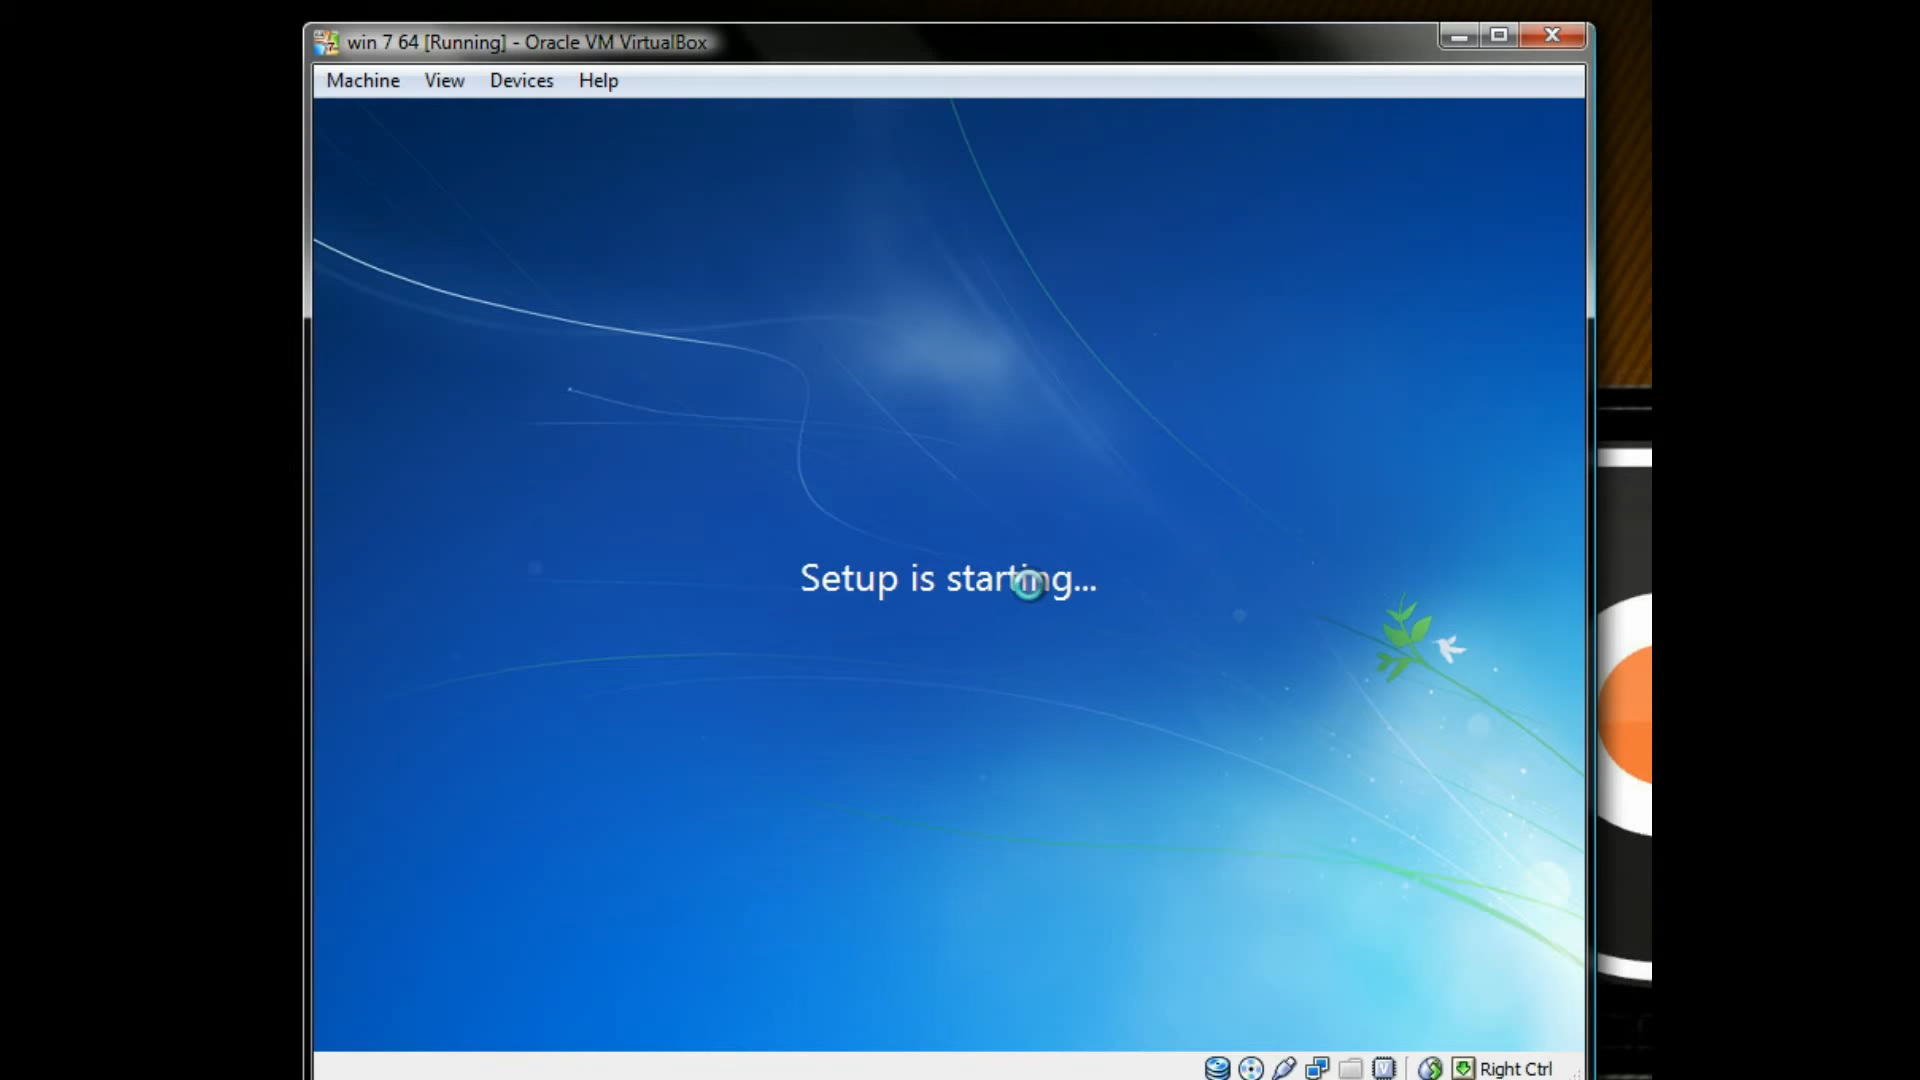 win 7 64 [Running] - Oracle VM VirtualBox
Machine View Devices Help
Setup is starting...
Right Ctrl